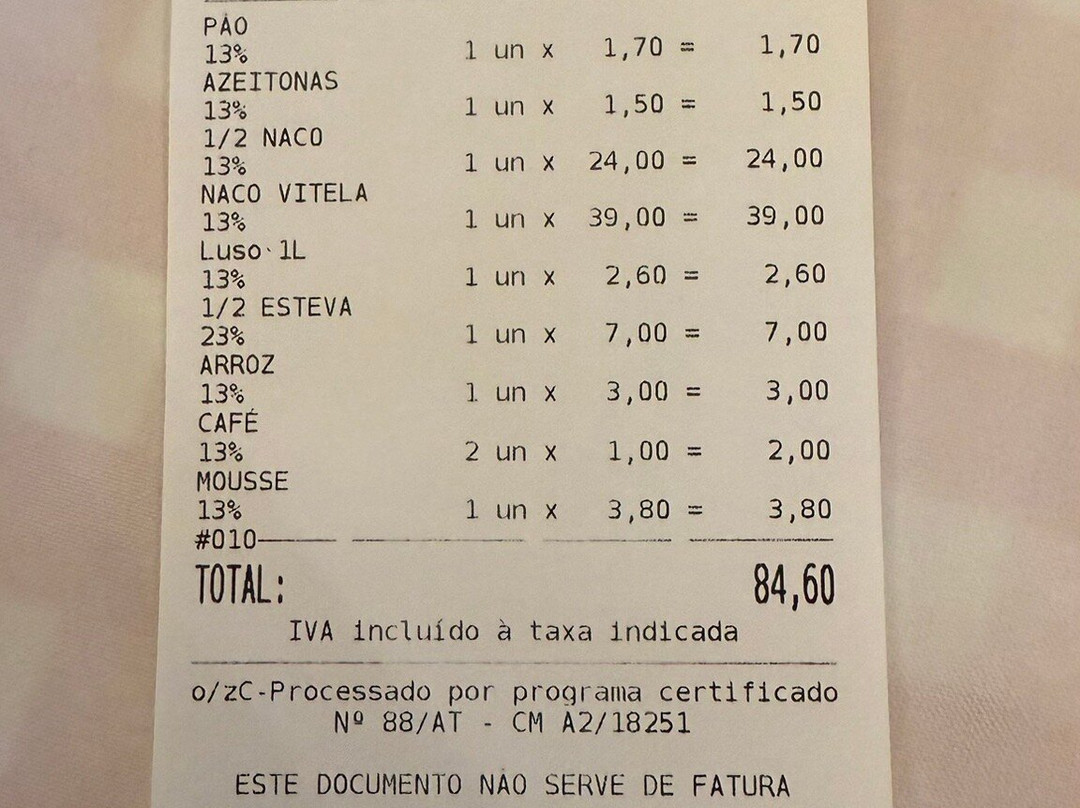 PÃO
13% 1 un x 1,70 = 1,70
AZEITONAS
13% 1 un x 1,50 = 1,50
1/2 NACO
13% 1 un x 24,00 = 24,00
NACO VITELA
13% 1 un x 39,00 = 39,00
Luso 1L
13% 1 un x 2,60 = 2,60
1/2 ESTEVA
23% 1 un x 7,00 = 7,00
ARROZ
13% 1 un x 3,00 = 3,00
CAFÉ
13% 2 un x 1,00 = 2,00
MOUSSE
13% 1 un x 3,80 = 3,80
#010
TOTAL: 84,60
IVA incluído à taxa indicada
o/zC-Processado por programa certificado
Nº 88/AT - CM A2/18251
ESTE DOCUMENTO NÃO SERVE DE FATURA